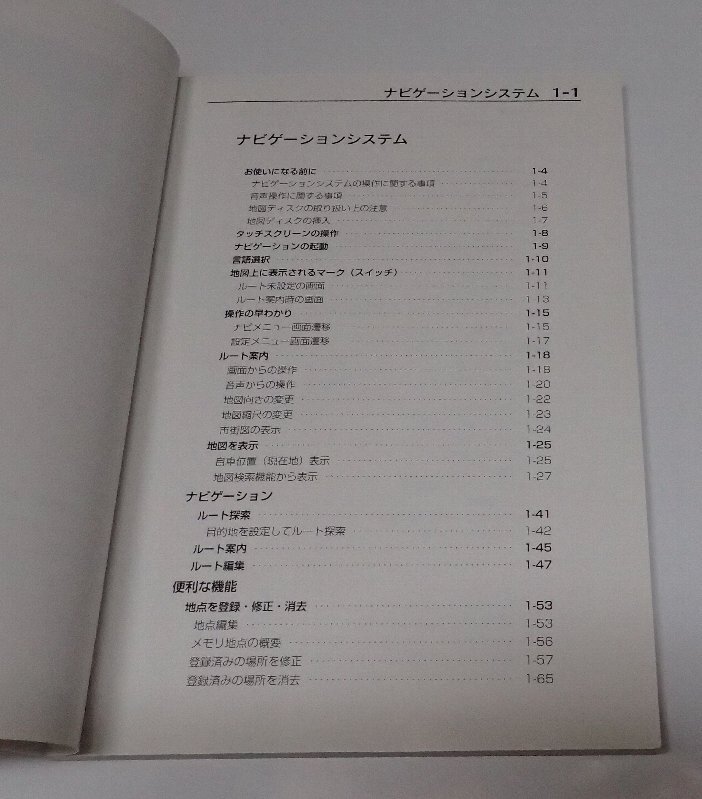 ナビゲーションシステム 1-1
ナビゲーションシステム
お使いになる前に 1-4
ナビゲーションシステムの操作に関する事項 1-4
音声操作に関する事項 1-5
地図ディスクの取り扱い上の注意 1-6
地図ディスクの挿入 1-7
タッチスクリーンの操作 1-8
ナビゲーションの起動 1-9
言語選択 1-10
地図上に表示されるマーク（スイッチ） 1-11
ルート未設定の画面 1-11
ルート案内時の画面 1-13
操作の早わかり 1-15
ナビメニュー画面遷移 1-15
設定メニュー画面遷移 1-17
ルート案内 1-18
画面からの操作 1-18
音声からの操作 1-20
地図向きの変更 1-22
地図縮尺の変更 1-23
市街図の表示 1-24
地図を表示 1-25
自車位置（現在地）表示 1-25
地図検索機能から表示 1-27
ナビゲーション
ルート探索 1-41
目的地を設定してルート探索 1-42
ルート案内 1-45
ルート編集 1-47
便利な機能
地点を登録・修正・消去 1-53
地点編集 1-53
メモリ地点の概要 1-56
登録済みの場所を修正 1-57
登録済みの場所を消去 1-65